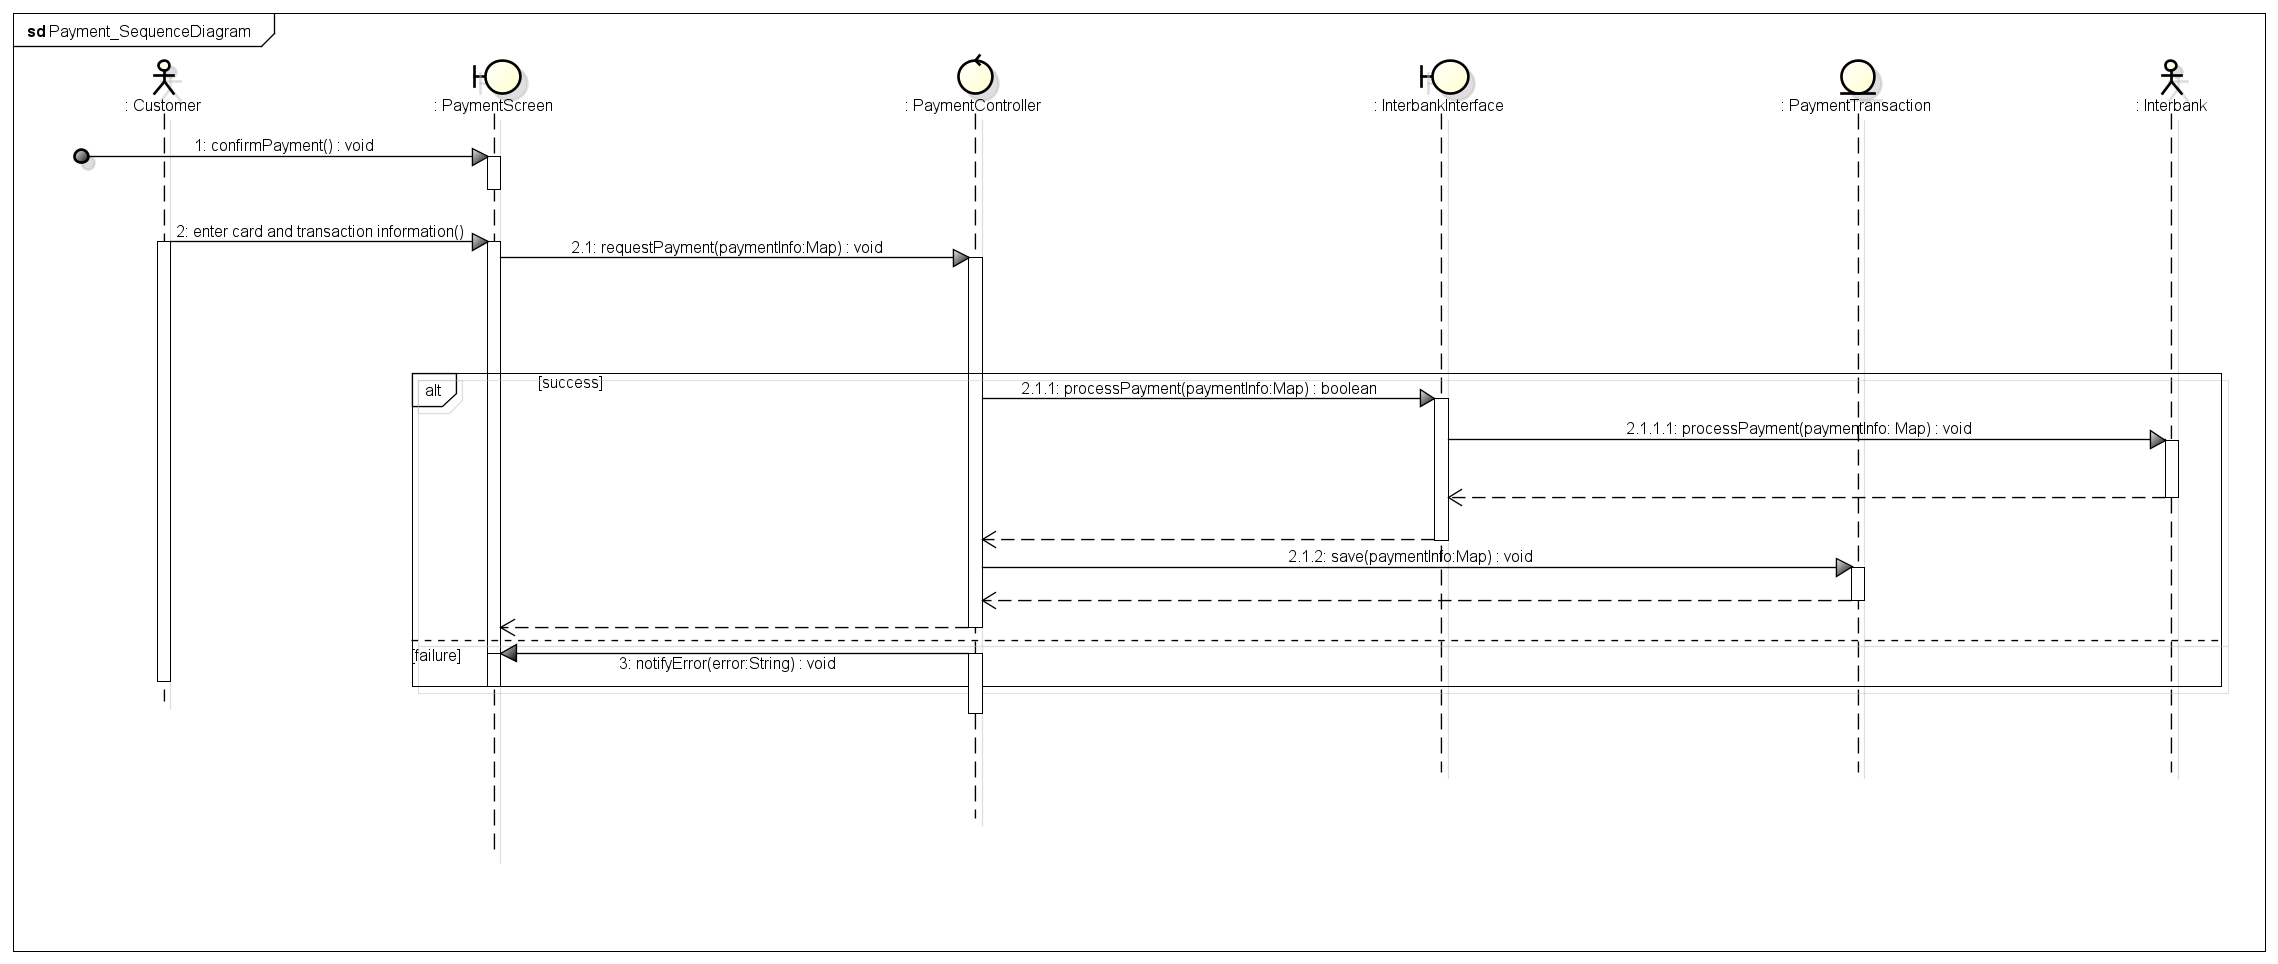 sd Payment_SequenceDiagram
: Customer
: PaymentScreen
: PaymentController
: InterbankInterface
: PaymentTransaction
: Interbank
1: confirmPayment() : void
2: enter card and transaction information()
2.1: requestPayment(paymentInfo:Map) : void
alt
[success]
2.1.1: processPayment(paymentInfo:Map) : boolean
2.1.1.1: processPayment(paymentInfo: Map) : void
2.1.2: save(paymentInfo:Map) : void
[failure]
3: notifyError(error:String) : void